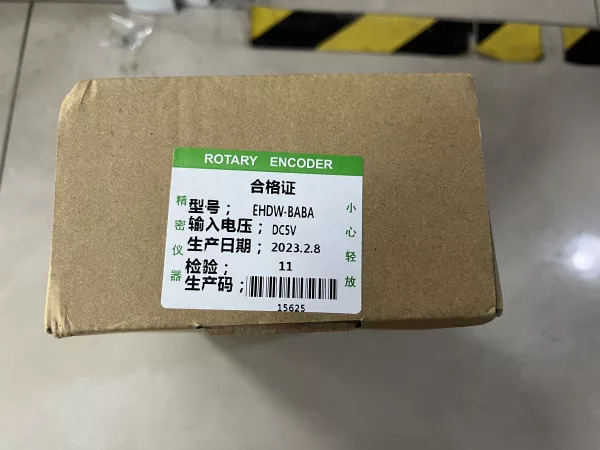 ROTARY ENCODER
合格证
精密仪器
型号； EHDW-BABA
输入电压； DC5V
生产日期； 2023.2.8
检验； 11
生产码；
15625
小心轻放